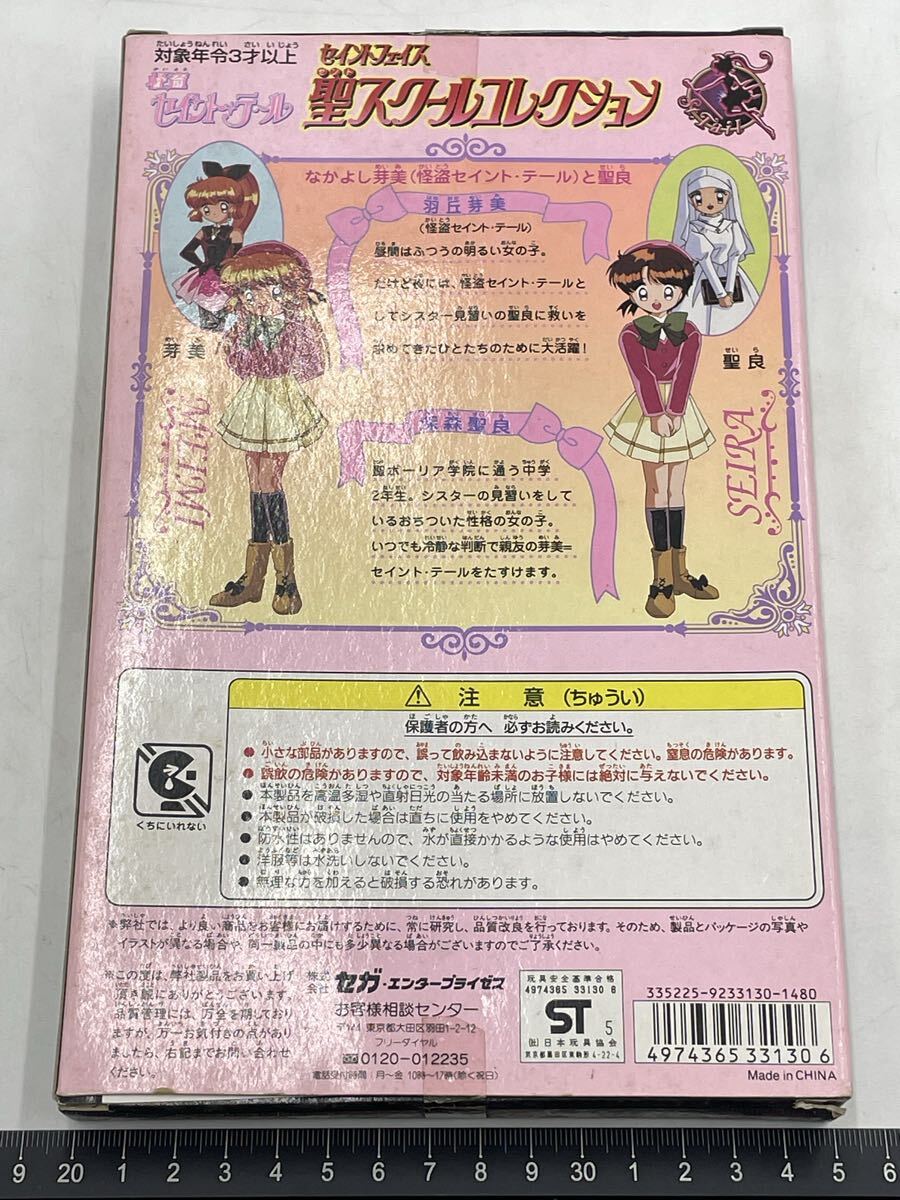 対象年令3才以上
怪盗
セイント・テール
セイントフェイス
聖スクールコレクション
なかよし芽美(怪盗セイント・テール)と聖良
羽丘芽美
(怪盗セイント・テール)
昼間はふつうの明るい女の子。
だけど夜には、怪盗セイント・テールと
してシスター見習いの聖良に救いを
求めてきたひとたちのために大活躍!
芽美
MEIMI
聖良
SEIRA
深森聖良
聖ポーリア学院に通う中学
2年生。シスターの見習いをして
いるおちついた性格の女の子。
いつでも冷静な判断で親友の芽美=
セイント・テールをたすけます。
⚠ 注意(ちゅうい)
保護者の方へ 必ずお読みください。
●小さな部品がありますので、誤って飲み込まないように注意してください。窒息の危険があります。
●誤飲の危険がありますので、対象年齢未満のお子様には絶対に与えないでください。
●本製品を高温多湿や直射日光の当たる場所に放置しないでください。
●本製品が破損した場合は直ちに使用をやめてください。
●防水性はありませんので、水が直接かかるような使用はやめてください。
●洋服等は水洗いしないでください。
●無理な力を加えると破損する恐れがあります。
くちにいれない
※弊社では、より良い商品をお客様にお届けするために、常に研究し、品質改良を行っております。そのため、製品とパッケージの写真や
イラストが異なる場合や、同一製品の中にも多少異なる場合がございますのでご了承ください。
※この度は、弊社製品をお買い上げ
頂き誠にありがとうございます。
品質管理には、万全を期しており
ますが、万一お気付きの点があり
ましたら、右記までお問い合わせ
ください。
株式会社 セガ・エンタープライゼス
お客様相談センター
〒144 東京都大田区羽田1-2-12
フリーダイヤル
0120-012235
電話受付時間:月〜金 10時〜17時(除く祝日)
玩具安全基準合格
4974365 33130 6
ST 5
(社)日本玩具協会
東京都墨田区東駒形 4-22-4
335225-9233130-1480
4974365 331306
Made in CHINA
9 20 1 2 3 4 5 6 7 8 9 30 1 2 3 4 5 6